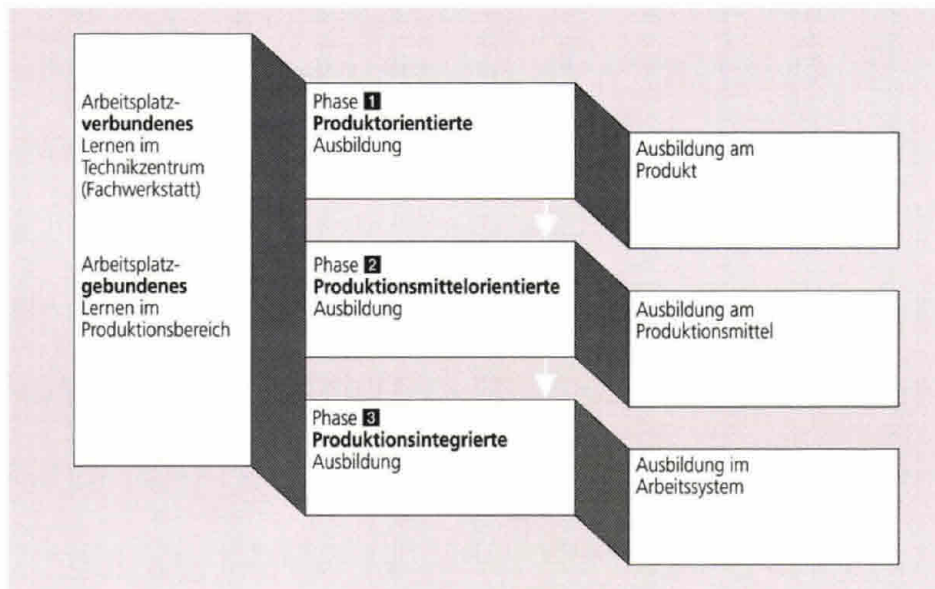 Arbeitsplatz-
verbundenes
Lernen im
Technikzentrum
(Fachwerkstatt)
Arbeitsplatz-
gebundenes
Lernen im
Produktionsbereich
Phase 1
Produktorientierte
Ausbildung
Ausbildung am
Produkt
Phase 2
Produktionsmittelorientierte
Ausbildung
Ausbildung am
Produktionsmittel
Phase 3
Produktionsintegrierte
Ausbildung
Ausbildung im
Arbeitssystem